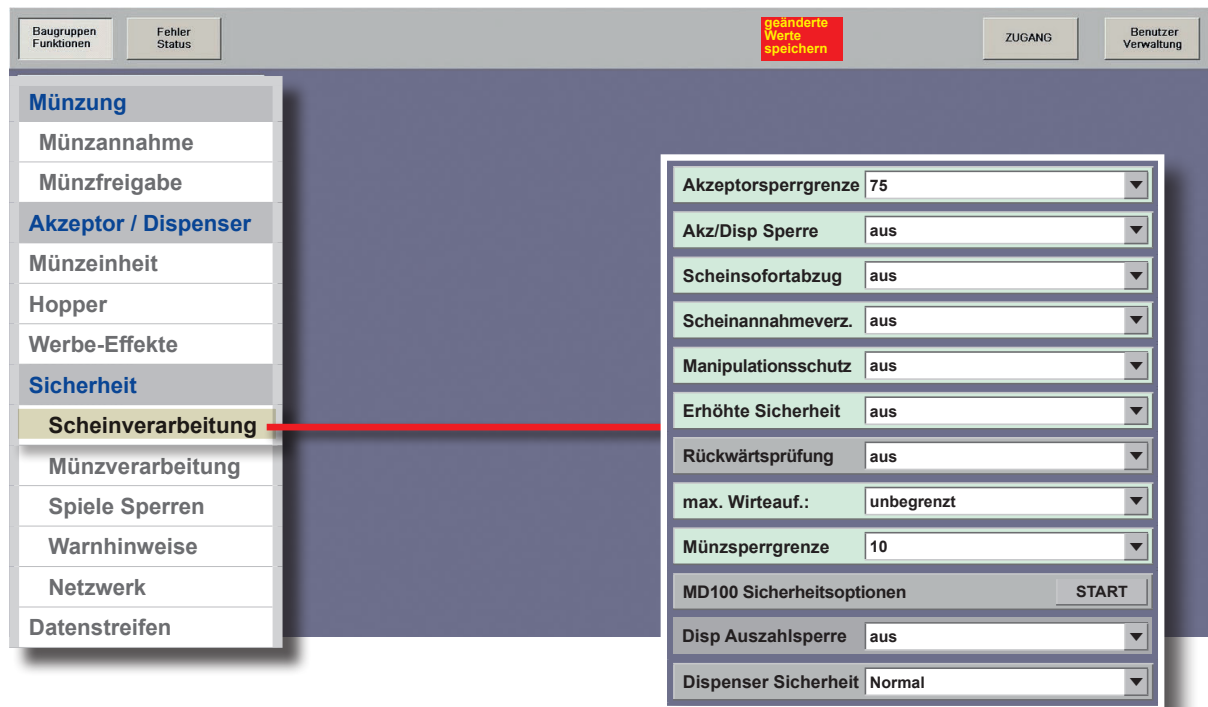 Baugruppen
Funktionen
Fehler
Status
geänderte
Werte
speichern
ZUGANG
Benutzer
Verwaltung
Münzung
Münzannahme
Münzfreigabe
Akzeptor / Dispenser
Münzeinheit
Hopper
Werbe-Effekte
Sicherheit
Scheinverarbeitung
Münzverarbeitung
Spiele Sperren
Warnhinweise
Netzwerk
Datenstreifen
Akzeptorsperrgrenze 75
Akz/Disp Sperre aus
Scheinsofortabzug aus
Scheinannahmeverz. aus
Manipulationsschutz aus
Erhöhte Sicherheit aus
Rückwärtsprüfung aus
max. Wirteauf.: unbegrenzt
Münzsperrgrenze 10
MD100 Sicherheitsoptionen START
Disp Auszahlsperre aus
Dispenser Sicherheit Normal